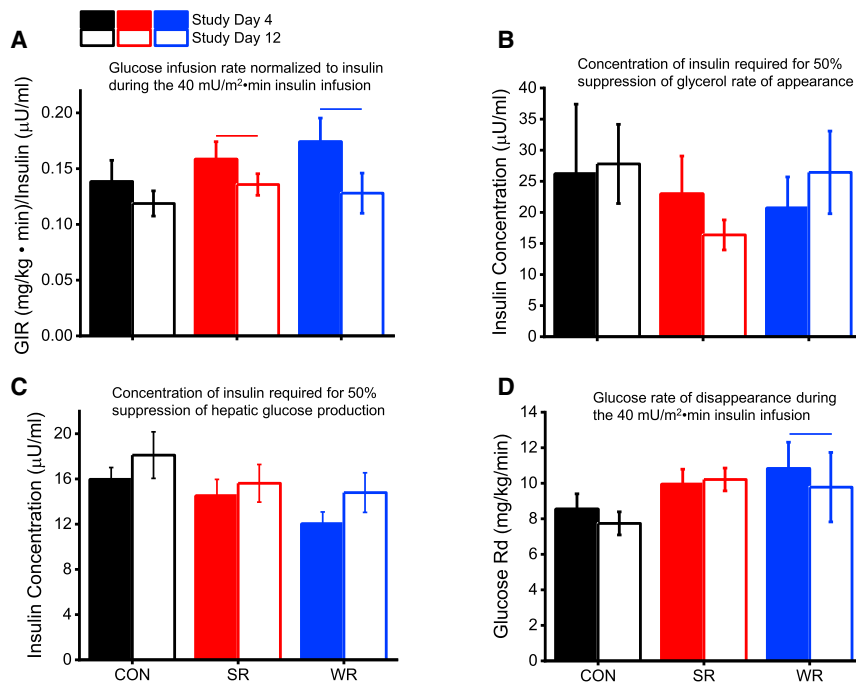 Study Day 4
Study Day 12
A
Glucose infusion rate normalized to insulin
during the 40 mU/m²•min insulin infusion
GIR (mg/kg • min)/Insulin (μU/ml)
0.20
0.15
0.10
0.05
0.00
B
Concentration of insulin required for 50%
suppression of glycerol rate of appearance
Insulin Concentration (μU/ml)
40
35
30
25
20
15
10
5
0
C
Concentration of insulin required for 50%
suppression of hepatic glucose production
Insulin Concentration (μU/ml)
20
16
12
8
4
0
CON SR WR
D
Glucose rate of disappearance during
the 40 mU/m²•min insulin infusion
Glucose Rd (mg/kg/min)
14
12
10
8
6
4
2
0
CON SR WR